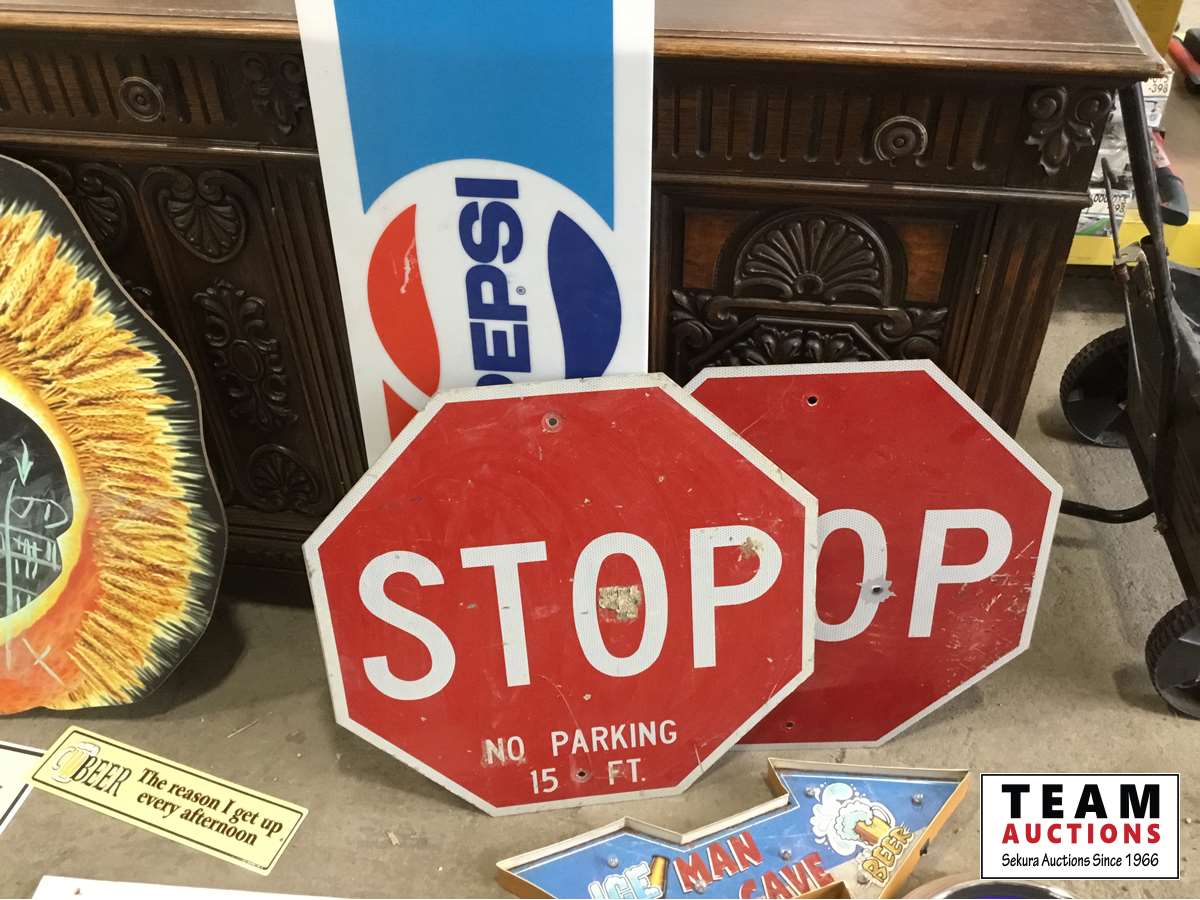 PEPSI
®
STOP
NO PARKING
15 FT.
OP
BEER The reason I get up
every afternoon
ICE
MAN
CAVE
BEER
TEAM
AUCTIONS
Sekura Auctions Since 1966